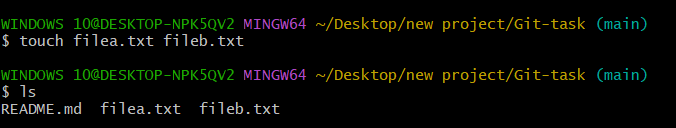 WINDOWS 10@DESKTOP-NPK5QV2 MINGW64 ~/Desktop/new project/Git-task (main)
$ touch filea.txt fileb.txt
WINDOWS 10@DESKTOP-NPK5QV2 MINGW64 ~/Desktop/new project/Git-task (main)
$ ls
README.md  filea.txt  fileb.txt